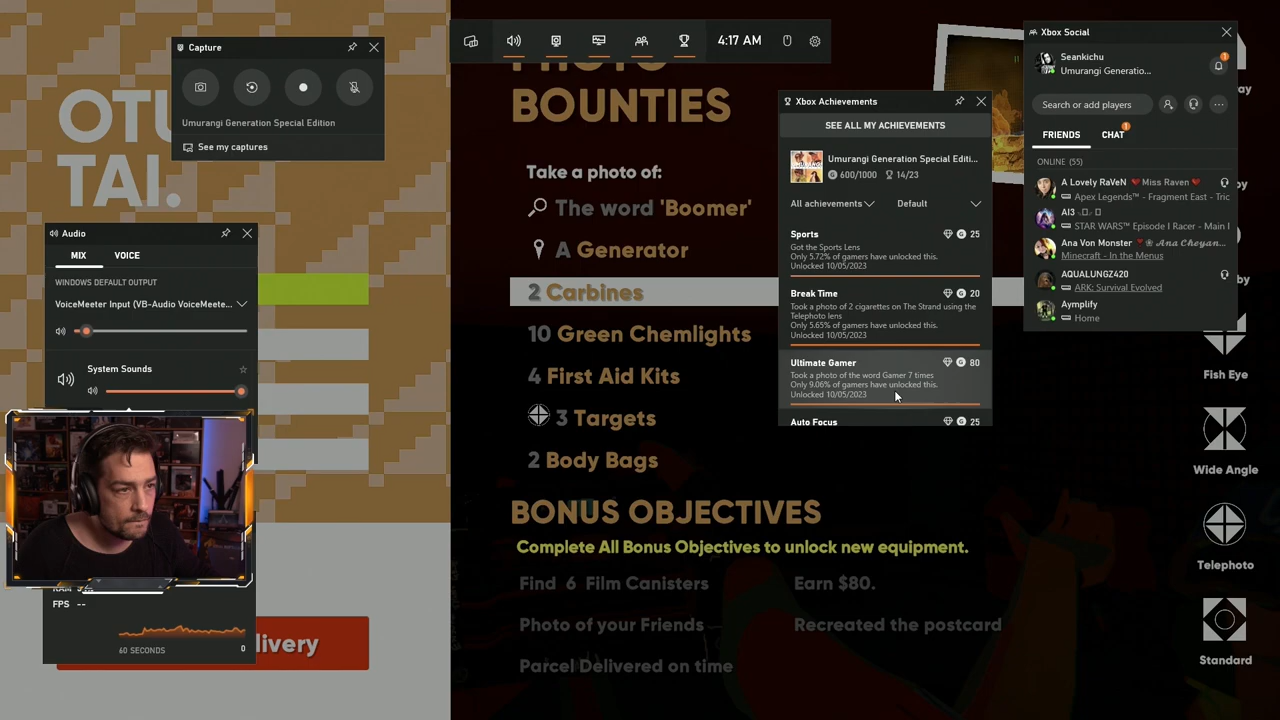 Capture
Umurangi Generation Special Edition
See my captures
4:17 AM
OTU
TAI.
Audio
MIX
VOICE
WINDOWS DEFAULT OUTPUT
VoiceMeeter Input (VB-Audio VoiceMeete...
System Sounds
FPS --
60 SECONDS
0
livery
PHOTO
BOUNTIES
Take a photo of:
The word 'Boomer'
A Generator
2 Carbines
10 Green Chemlights
4 First Aid Kits
3 Targets
2 Body Bags
BONUS OBJECTIVES
Complete All Bonus Objectives to unlock new equipment.
Find 6 Film Canisters
Earn $80.
Photo of your Friends
Recreated the postcard
Parcel Delivered on time
Xbox Achievements
SEE ALL MY ACHIEVEMENTS
Umurangi Generation Special Editi...
G 600/1000 14/23
All achievements
Default
Sports
G 25
Got the Sports Lens
Only 5.72% of gamers have unlocked this.
Unlocked 10/05/2023
Break Time
G 20
Took a photo of 2 cigarettes on The Strand using the
Telephoto lens
Only 5.65% of gamers have unlocked this.
Unlocked 10/05/2023
Ultimate Gamer
G 80
Took a photo of the word Gamer 7 times
Only 9.06% of gamers have unlocked this.
Unlocked 10/05/2023
Auto Focus
G 25
Xbox Social
Seankichu
Umurangi Generatio...
1
Search or add players
FRIENDS
CHAT
1
ONLINE (55)
A Lovely RaVeN ♥ Miss Raven ♥
Apex Legends™ - Fragment East - Tric
STAR WARS™ Episode I Racer - Main I
Ana Von Monster
Minecraft - In the Menus
AQUALUNGZ420
ARK: Survival Evolved
Aymplify
Home
Fish Eye
Wide Angle
Telephoto
Standard